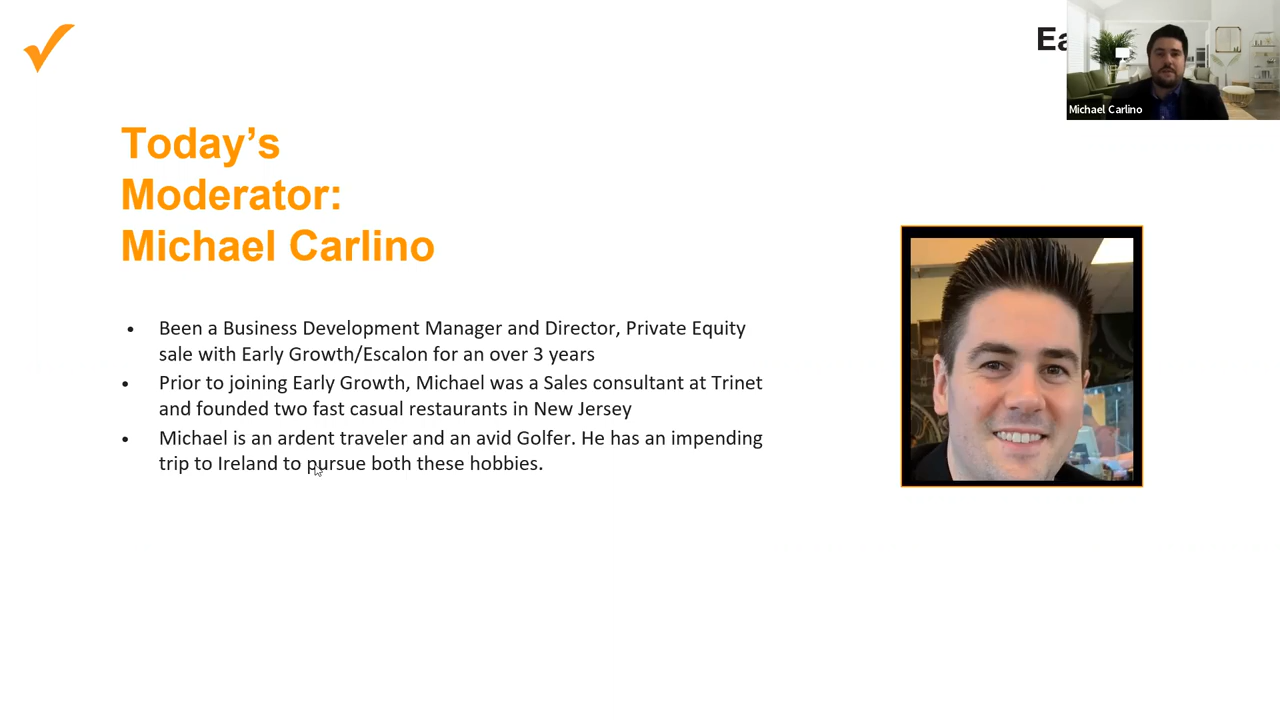 Ea
Michael Carlino
Today's
Moderator:
Michael Carlino
• Been a Business Development Manager and Director, Private Equity
sale with Early Growth/Escalon for an over 3 years
• Prior to joining Early Growth, Michael was a Sales consultant at Trinet
and founded two fast casual restaurants in New Jersey
• Michael is an ardent traveler and an avid Golfer. He has an impending
trip to Ireland to pursue both these hobbies.